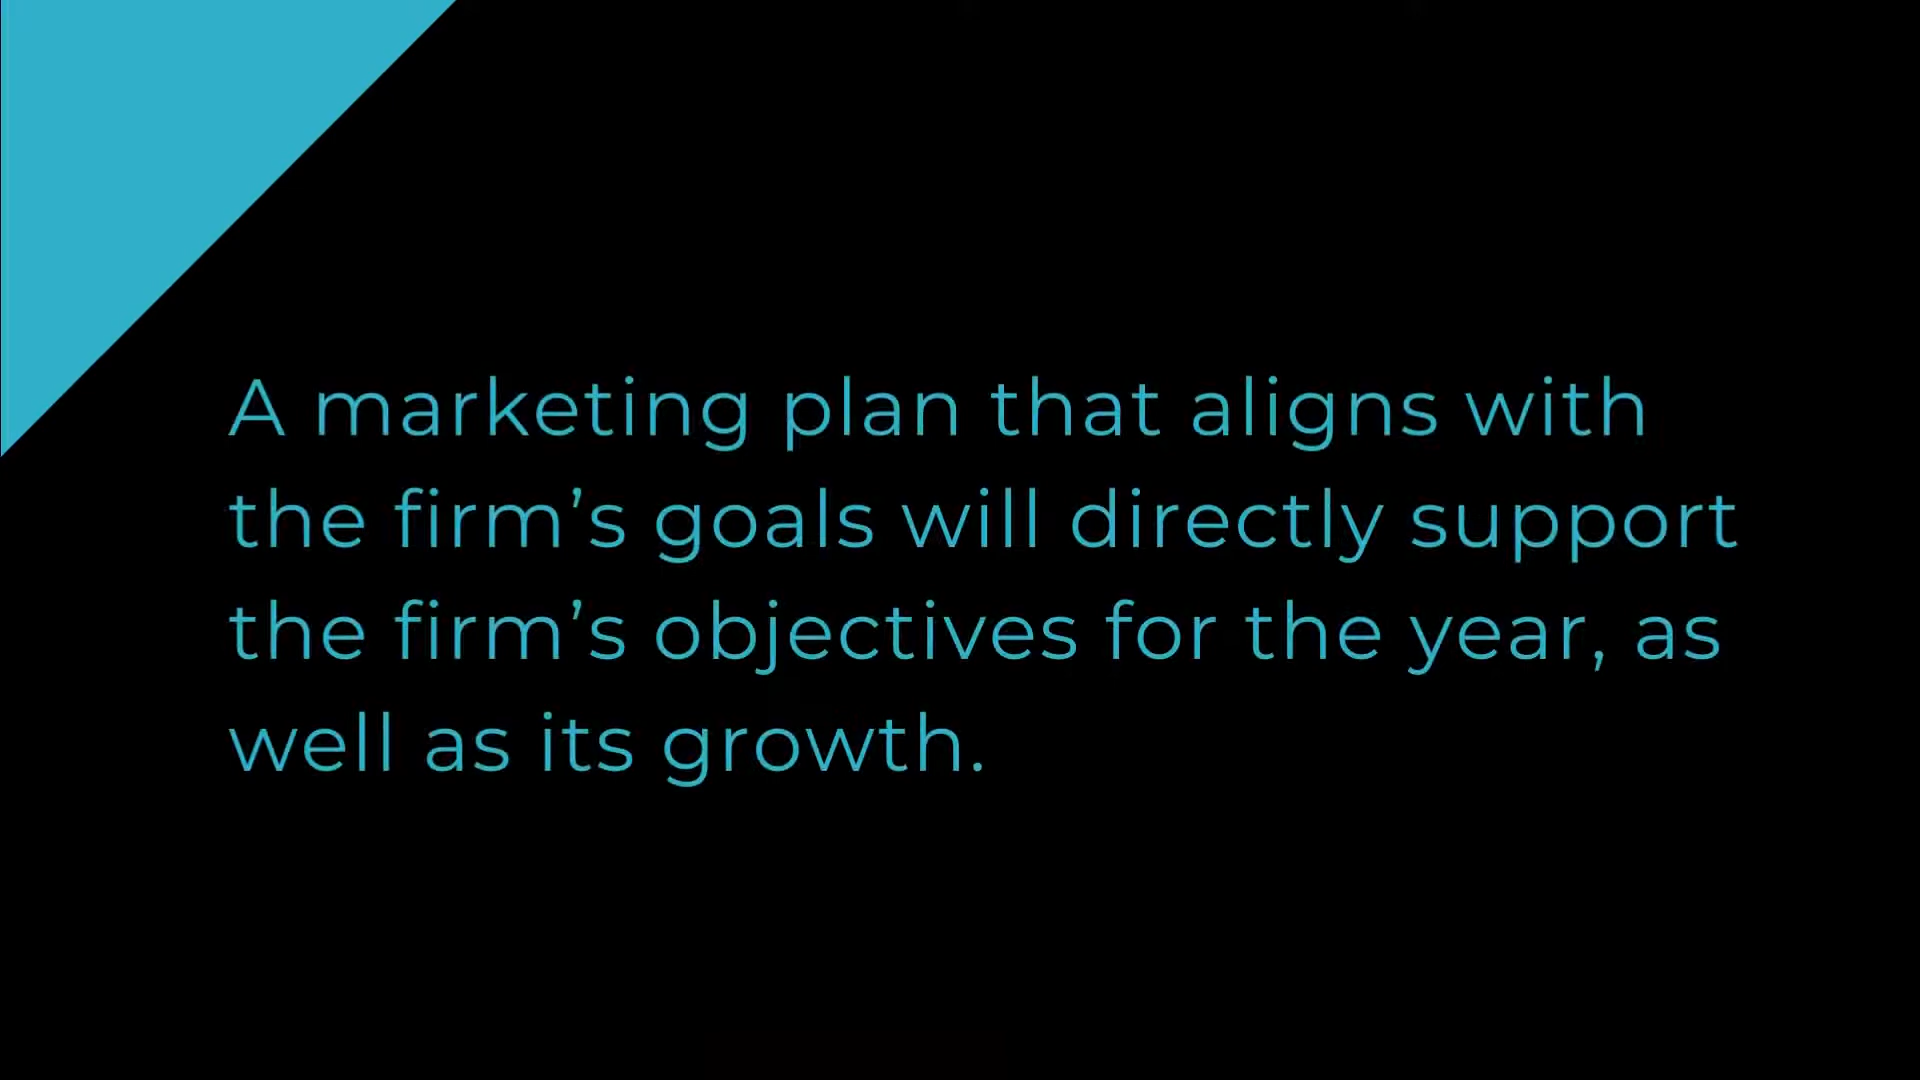 A marketing plan that aligns with
the firm’s goals will directly support
the firm’s objectives for the year, as
well as its growth.